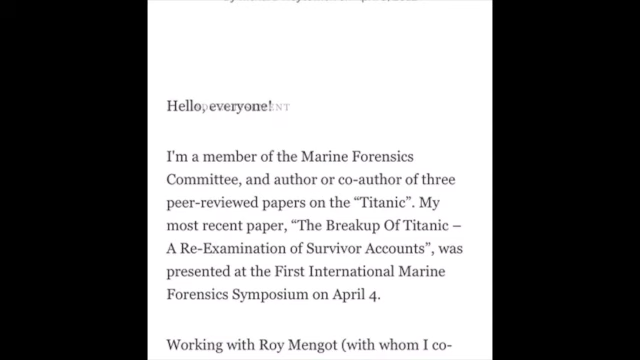 Hello, everyone!
I'm a member of the Marine Forensics
Committee, and author or co-author of three
peer-reviewed papers on the “Titanic”. My
most recent paper, “The Breakup Of Titanic –
A Re-Examination of Survivor Accounts”, was
presented at the First International Marine
Forensics Symposium on April 4.
Working with Roy Mengot (with whom I co-